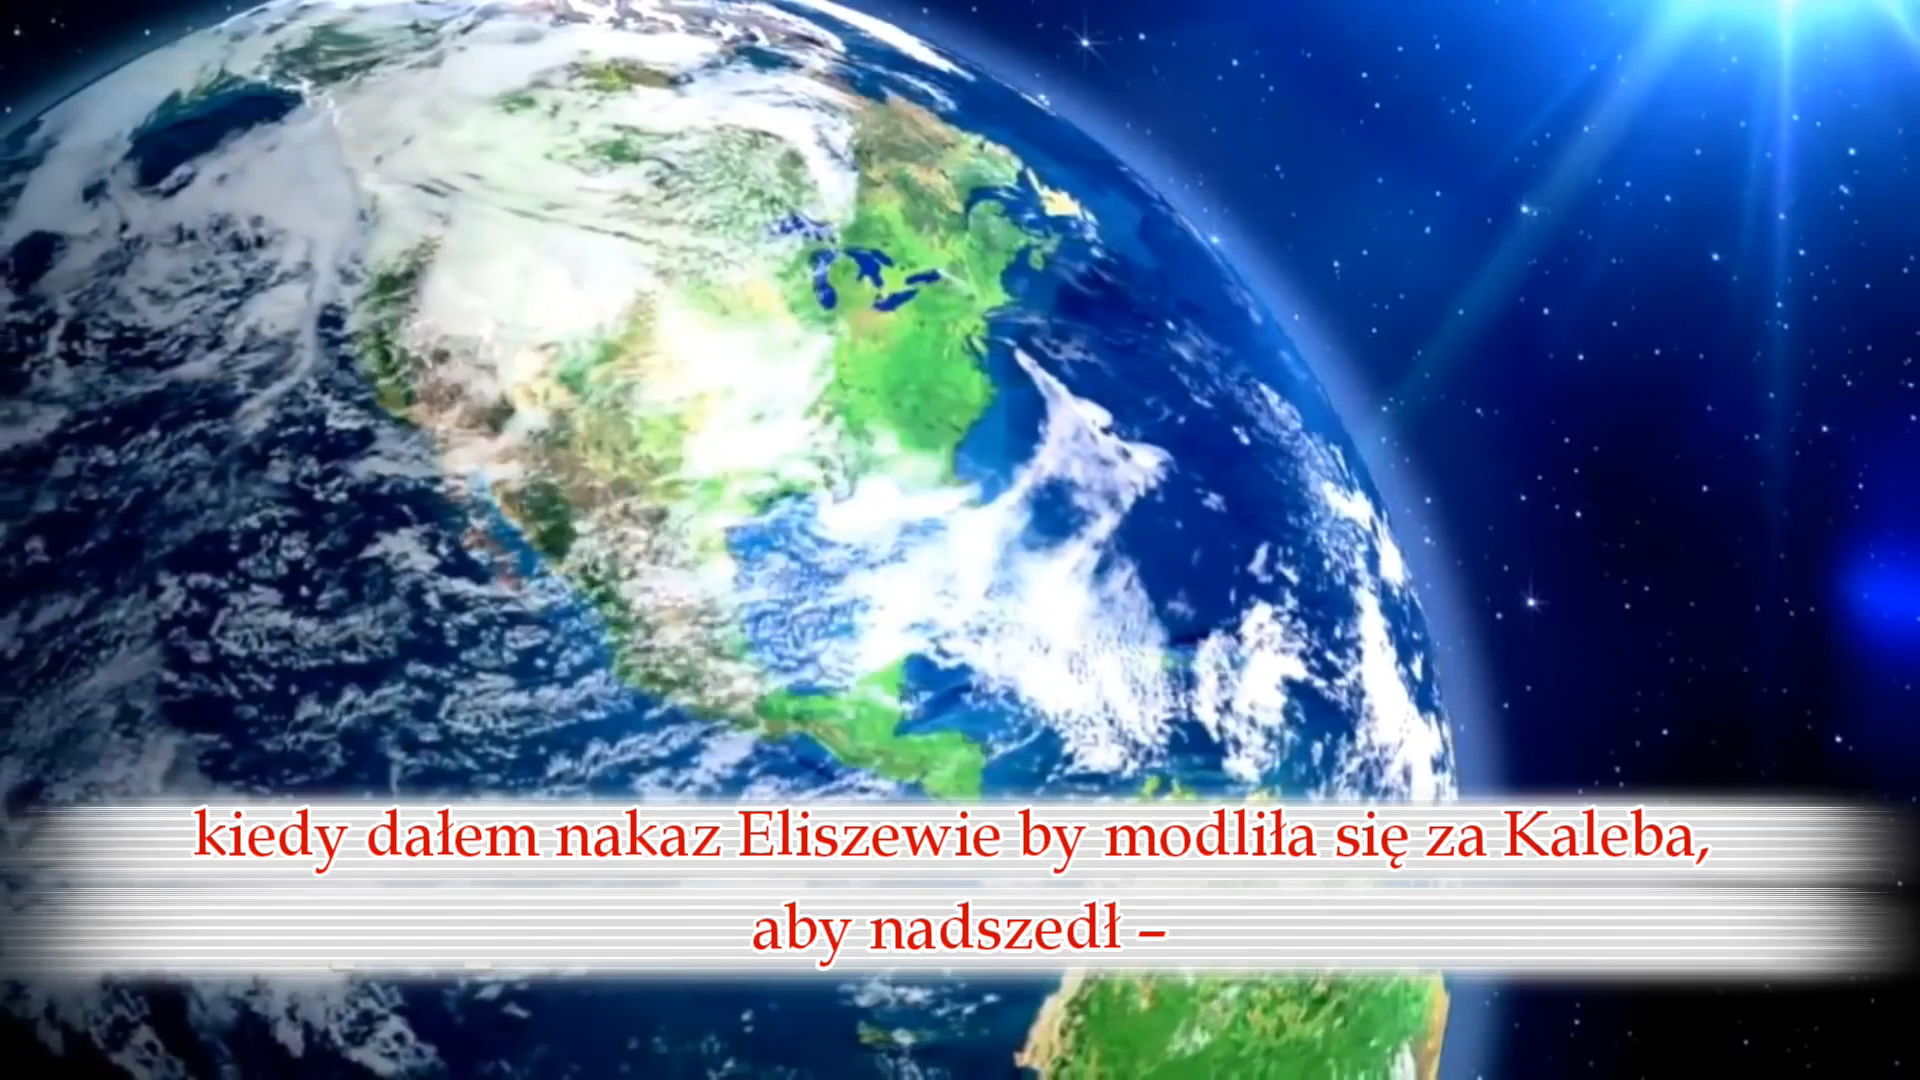 kiedy dałem nakaz Eliszewie by modliła się za Kaleba,
aby nadszedł –